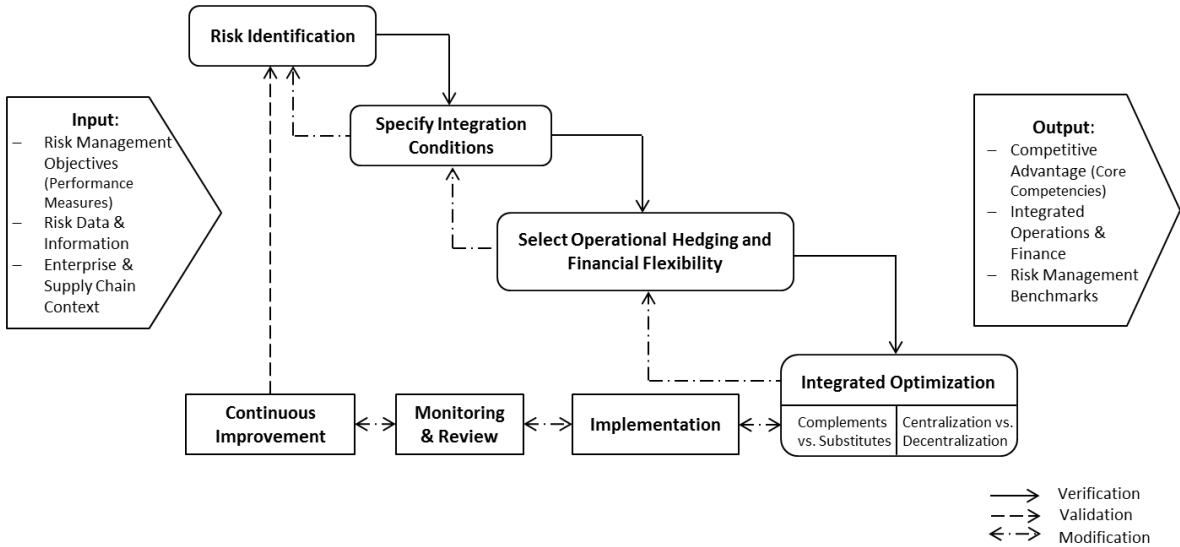 Risk Identification
Input:
– Risk Management
Objectives
(Performance
Measures)
– Risk Data &
Information
– Enterprise &
Supply Chain
Context
Specify Integration
Conditions
Select Operational Hedging and
Financial Flexibility
Output:
– Competitive
Advantage (Core
Competencies)
– Integrated
Operations &
Finance
– Risk Management
Benchmarks
Integrated Optimization
Complements
vs. Substitutes
Centralization vs.
Decentralization
Continuous
Improvement
Monitoring
& Review
Implementation
Verification
Validation
Modification